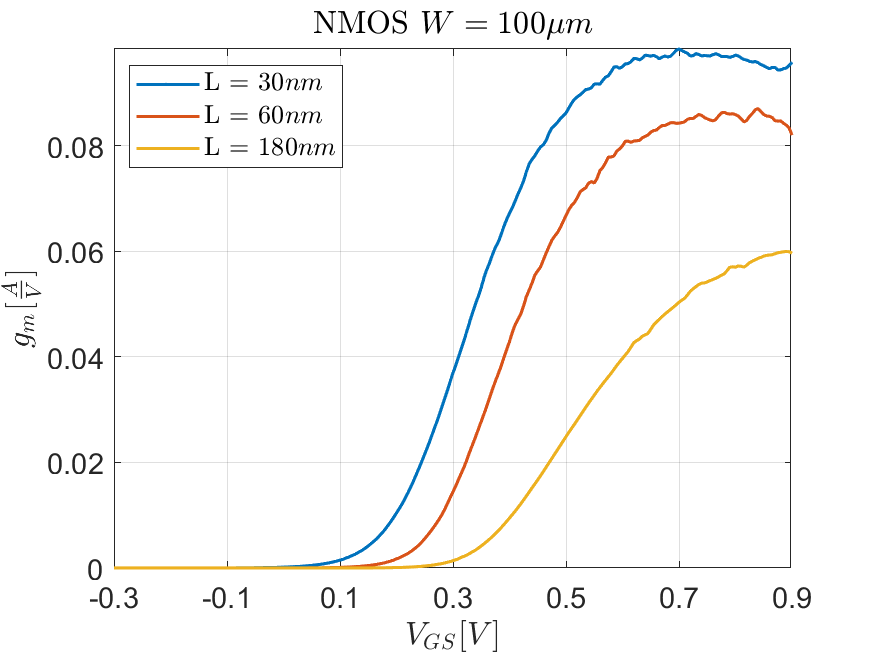 NMOS W = 100μm
L = 30nm
L = 60nm
L = 180nm
g_m[A/V]
0.08
0.06
0.04
0.02
0
-0.3 -0.1 0.1 0.3 0.5 0.7 0.9
V_GS[V]